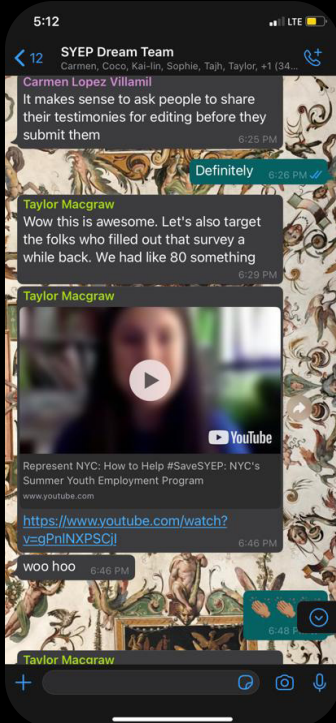 5:12
LTE
12
SYEP Dream Team
Carmen, Coco, Kai-lin, Sophie, Tajh, Taylor, +1 (34...
Carmen Lopez Villamil
It makes sense to ask people to share
their testimonies for editing before they
submit them
6:25 PM
Definitely 6:26 PM
Taylor Macgraw
Wow this is awesome. Let's also target
the folks who filled out that survey a
while back. We had like 80 something
6:29 PM
Taylor Macgraw
YouTube
Represent NYC: How to Help #SaveSYEP: NYC's
Summer Youth Employment Program
www.youtube.com
https://www.youtube.com/watch?
6:46 PM
woo hoo 6:46 PM
6:48
Taylor Macgraw